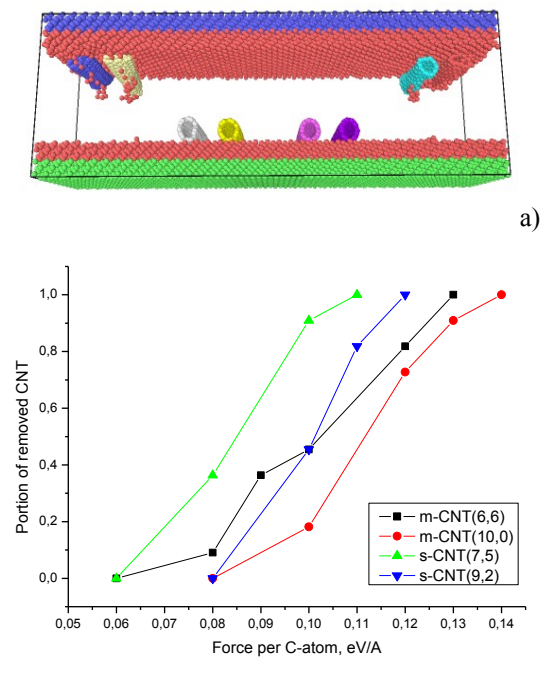 a)
1,0
0,8
0,6
0,4
0,2
0,0
Portion of removed CNT
m-CNT(6,6)
m-CNT(10,0)
s-CNT(7,5)
s-CNT(9,2)
0,05 0,06 0,07 0,08 0,09 0,10 0,11 0,12 0,13 0,14
Force per C-atom, eV/A